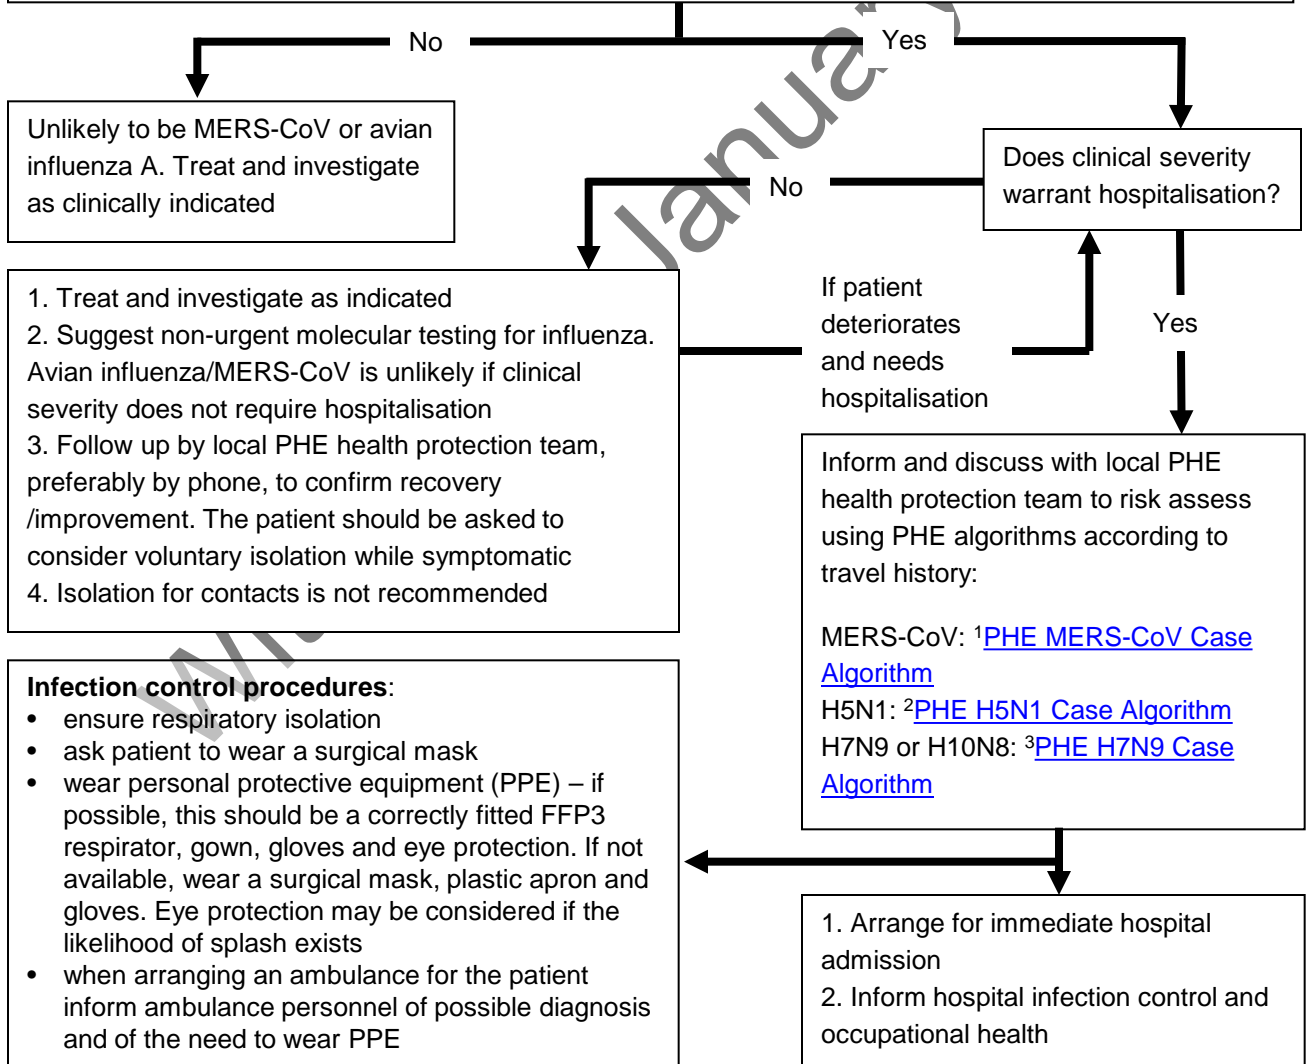 No
Yes
Unlikely to be MERS-CoV or avian
influenza A. Treat and investigate
as clinically indicated
Does clinical severity
warrant hospitalisation?
No
1. Treat and investigate as indicated
2. Suggest non-urgent molecular testing for influenza.
Avian influenza/MERS-CoV is unlikely if clinical
severity does not require hospitalisation
3. Follow up by local PHE health protection team,
preferably by phone, to confirm recovery
/improvement. The patient should be asked to
consider voluntary isolation while symptomatic
4. Isolation for contacts is not recommended
If patient
deteriorates
and needs
hospitalisation
Yes
Inform and discuss with local PHE
health protection team to risk assess
using PHE algorithms according to
travel history:
MERS-CoV: ¹PHE MERS-CoV Case
Algorithm
H5N1: ²PHE H5N1 Case Algorithm
H7N9 or H10N8: ³PHE H7N9 Case
Algorithm
Infection control procedures:
• ensure respiratory isolation
• ask patient to wear a surgical mask
• wear personal protective equipment (PPE) – if
possible, this should be a correctly fitted FFP3
respirator, gown, gloves and eye protection. If not
available, wear a surgical mask, plastic apron and
gloves. Eye protection may be considered if the
likelihood of splash exists
• when arranging an ambulance for the patient
inform ambulance personnel of possible diagnosis
and of the need to wear PPE
1. Arrange for immediate hospital
admission
2. Inform hospital infection control and
occupational health
January